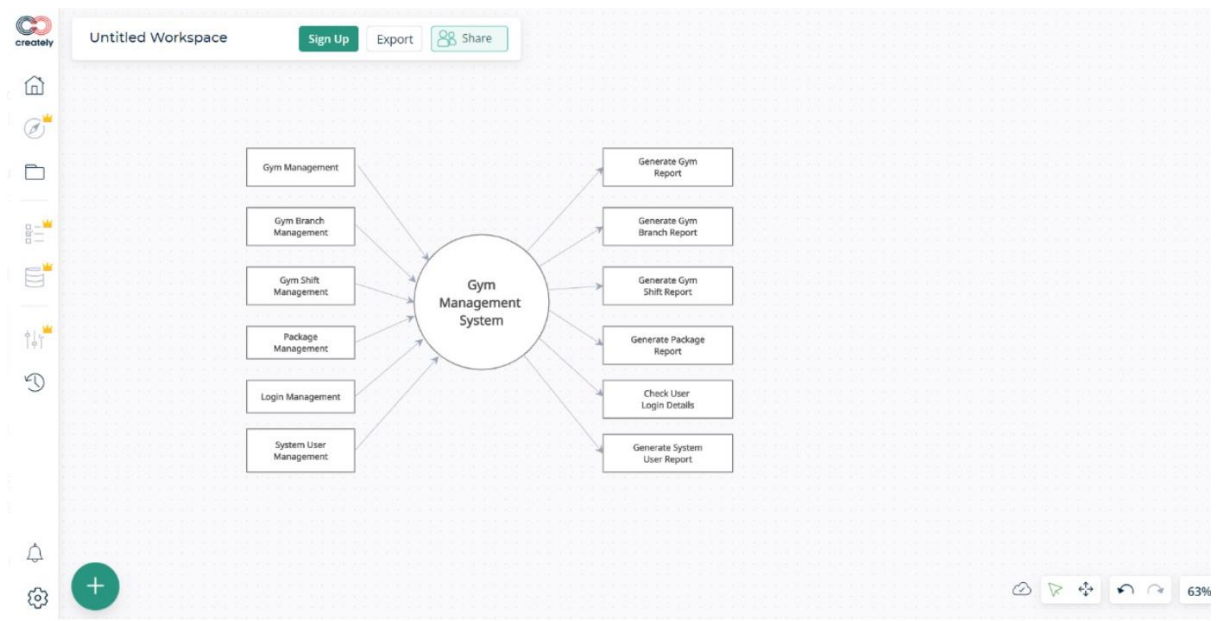 creately
Untitled Workspace
Sign Up
Export
Share
Gym Management
Gym Branch
Management
Gym Shift
Management
Package
Management
Login Management
System User
Management
Gym
Management
System
Generate Gym
Report
Generate Gym
Branch Report
Generate Gym
Shift Report
Generate Package
Report
Check User
Login Details
Generate System
User Report
63%